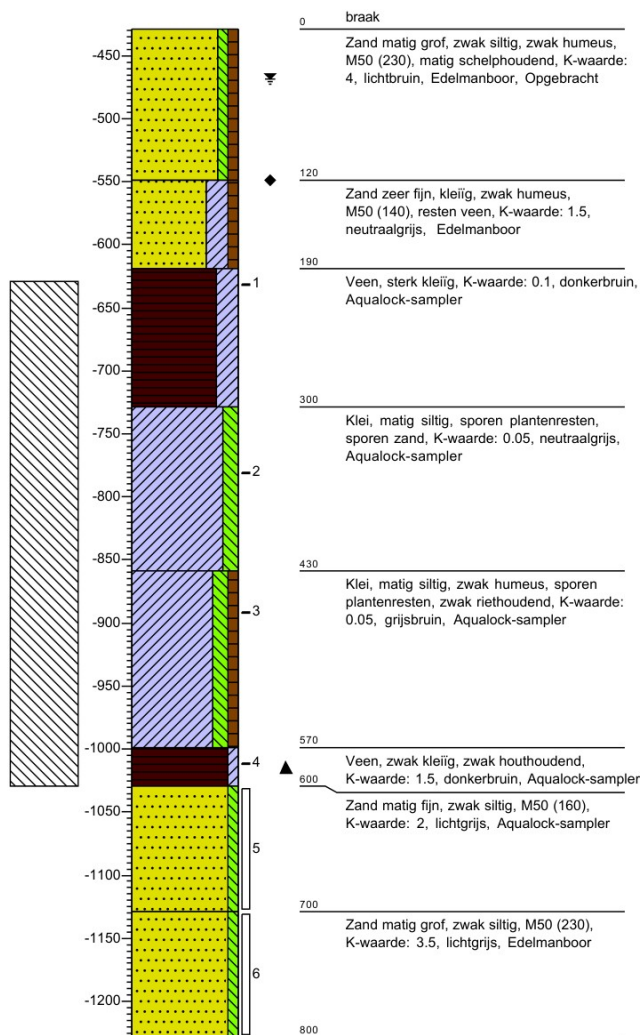 braak
0
Zand matig grof, zwak siltig, zwak humeus,
M50 (230), matig schelphoudend, K-waarde:
4, lichtbruin, Edelmanboor, Opgebracht
-450
-500
-550
120
Zand zeer fijn, kleiïg, zwak humeus,
M50 (140), resten veen, K-waarde: 1.5,
neutraalgrijs, Edelmanboor
-600
190
1
Veen, sterk kleiïg, K-waarde: 0.1, donkerbruin,
Aqualock-sampler
-650
-700
300
Klei, matig siltig, sporen plantenresten,
sporen zand, K-waarde: 0.05, neutraalgrijs,
Aqualock-sampler
-750
2
-800
-850
430
Klei, matig siltig, zwak humeus, sporen
plantenresten, zwak riethoudend, K-waarde:
0.05, grijsbruin, Aqualock-sampler
3
-900
-950
570
-1000
Veen, zwak kleiïg, zwak houthoudend,
K-waarde: 1.5, donkerbruin, Aqualock-sampler
4
600
Zand matig fijn, zwak siltig, M50 (160),
K-waarde: 2, lichtgrijs, Aqualock-sampler
-1050
5
-1100
700
Zand matig grof, zwak siltig, M50 (230),
K-waarde: 3.5, lichtgrijs, Edelmanboor
-1150
6
-1200
800